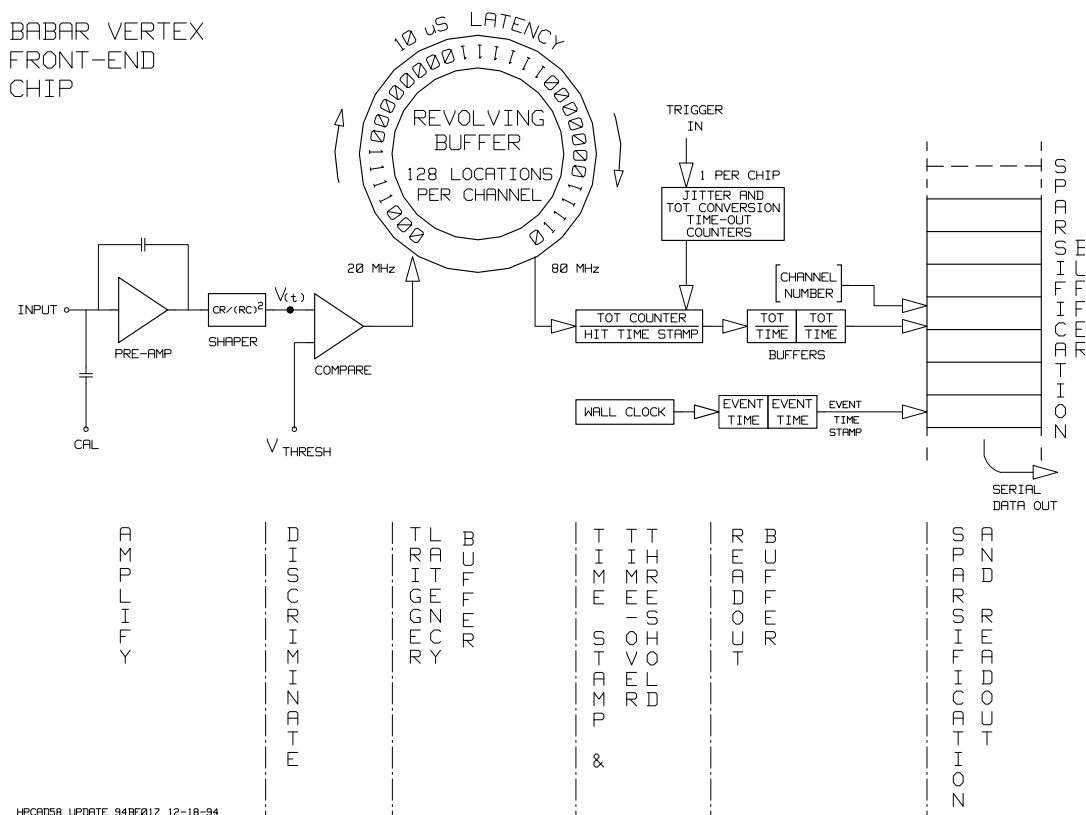 BABAR VERTEX
FRONT-END
CHIP
10 uS LATENCY
REVOLVING
BUFFER
128 LOCATIONS
PER CHANNEL
TRIGGER
IN
1 PER CHIP
JITTER AND
TOT CONVERSION
TIME-OUT
COUNTERS
20 MHz
80 MHz
INPUT
PRE-AMP
CR/(RC)²
SHAPER
V(t)
COMPARE
CAL
V THRESH
TOT COUNTER
HIT TIME STAMP
CHANNEL
NUMBER
TOT
TIME
TOT
TIME
BUFFERS
WALL CLOCK
EVENT
TIME
EVENT
TIME
EVENT
TIME
STAMP
SPARSIFICATION
BUFFER
SERIAL
DATA OUT
AMPLIFY
DISCRIMINATE
TRIGGER
LATENCY
BUFFER
TIME STAMP &
TIME-OVER
THRESHOLD
READOUT
BUFFER
SPARSIFICATION
AND READOUT
HPCAD58 UPDATE 94BF017 12-18-94